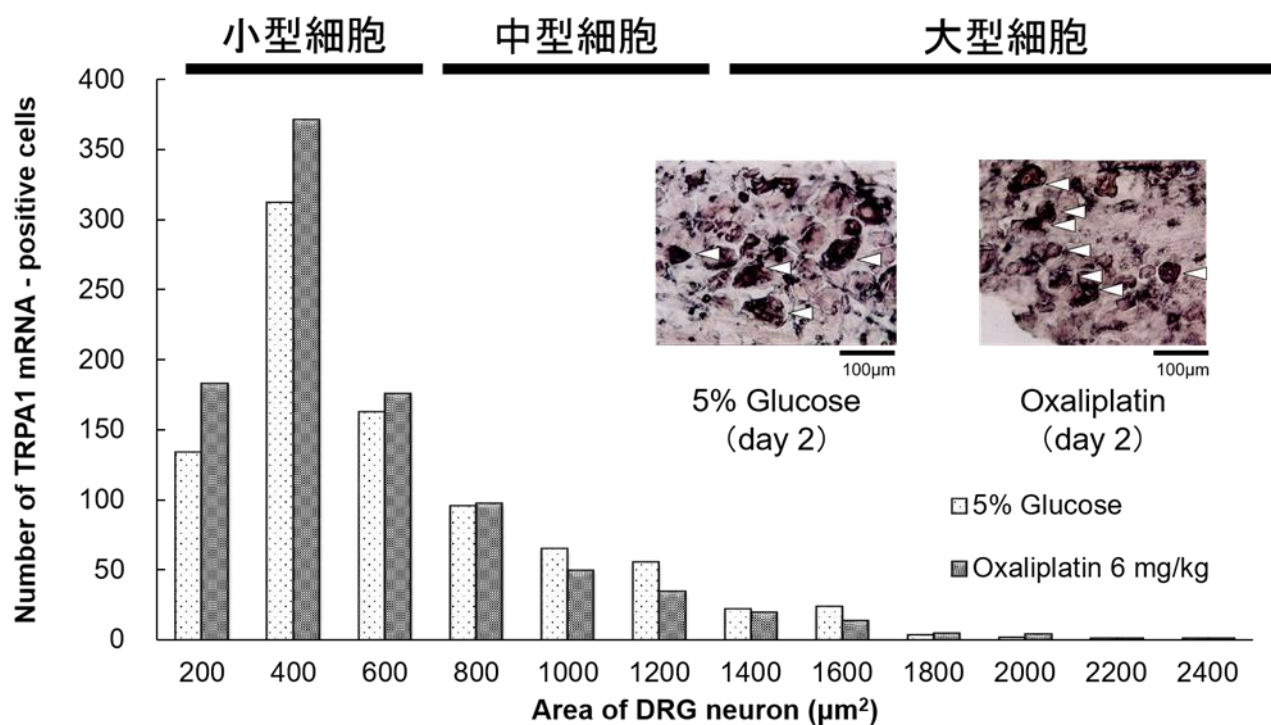 小型細胞
中型細胞
大型細胞
Number of TRPA1 mRNA - positive cells
400
350
300
250
200
150
100
50
0
100μm
100μm
5% Glucose
(day 2)
Oxaliplatin
(day 2)
5% Glucose
Oxaliplatin 6 mg/kg
200 400 600 800 1000 1200 1400 1600 1800 2000 2200 2400
Area of DRG neuron (μm²)